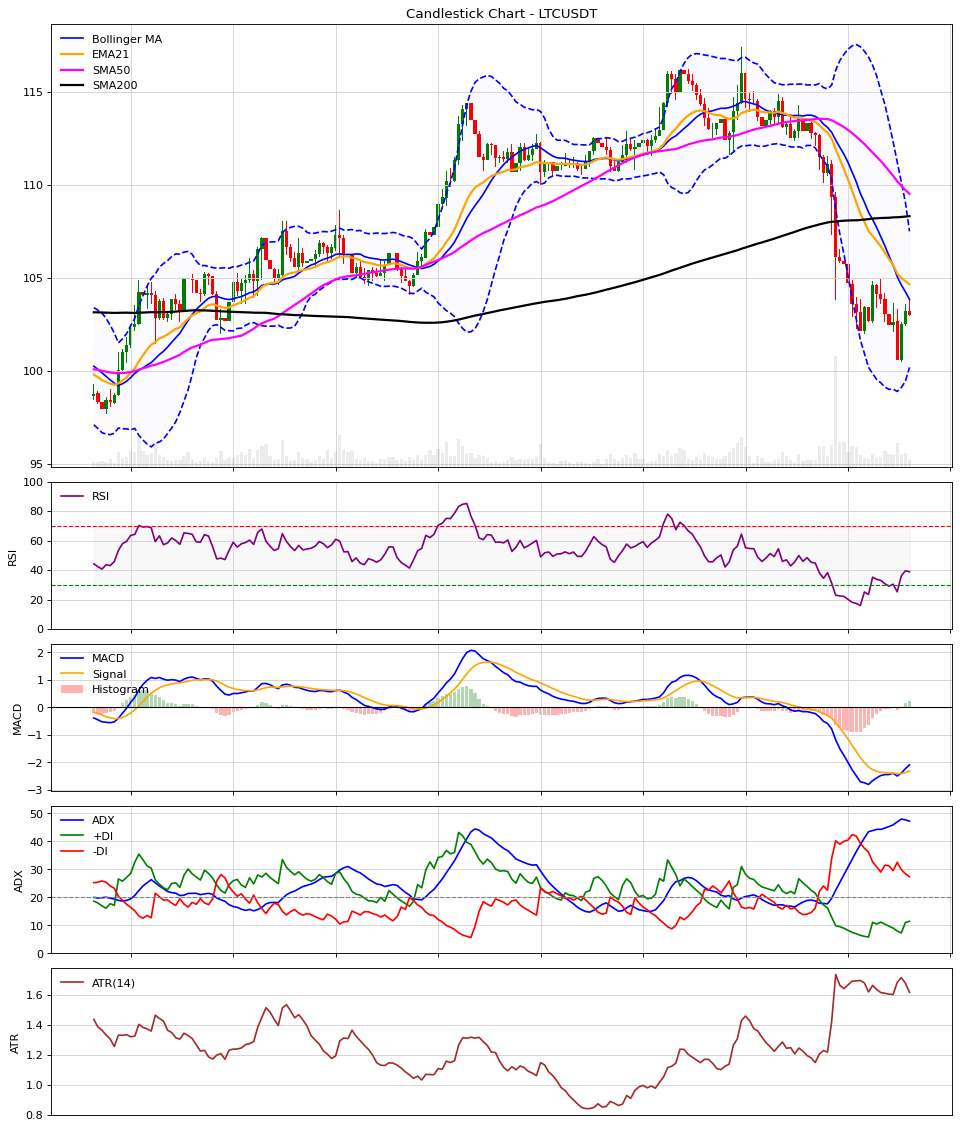 Candlestick Chart - LTCUSDT
Bollinger MA
EMA21
SMA50
SMA200
115
110
105
100
95
100
80
60
40
20
0
RSI
RSI
2
1
0
−1
−2
−3
MACD
MACD
Signal
Histogram
50
40
30
20
10
0
ADX
ADX
+DI
-DI
1.6
1.4
1.2
1.0
0.8
ATR
ATR(14)